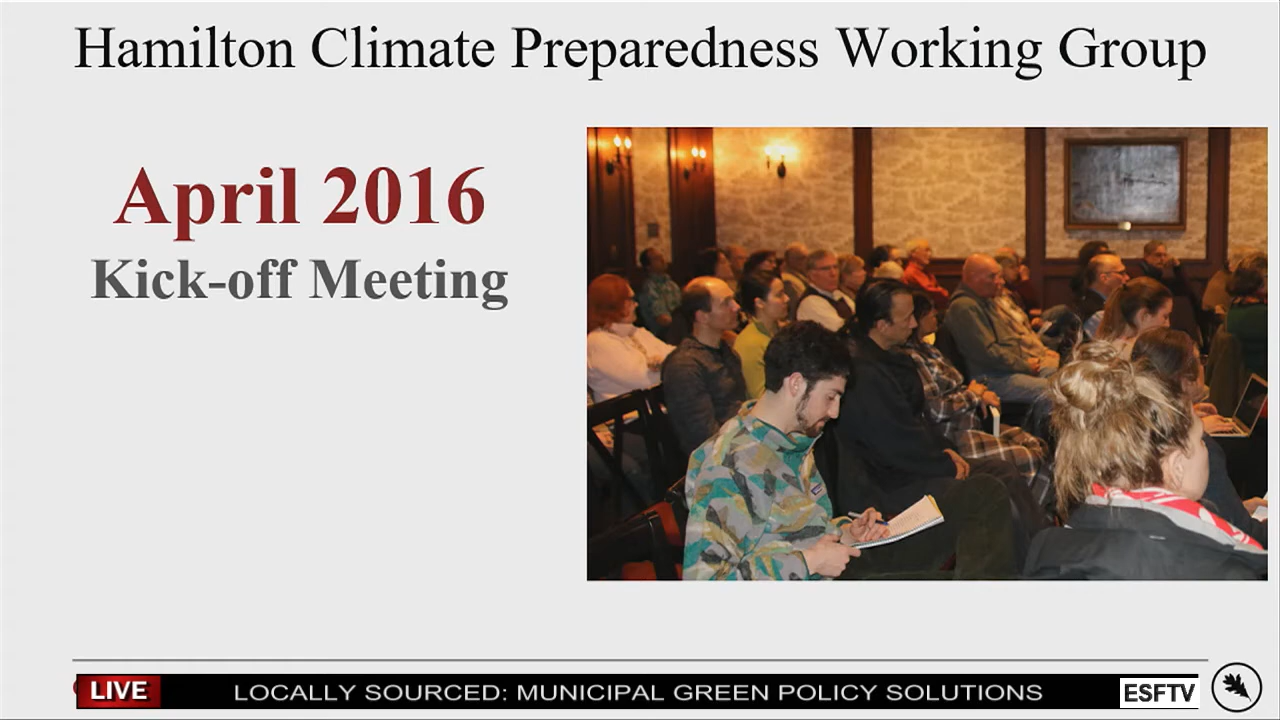 Hamilton Climate Preparedness Working Group
April 2016
Kick-off Meeting
LIVE
LOCALLY SOURCED: MUNICIPAL GREEN POLICY SOLUTIONS
ESFTV